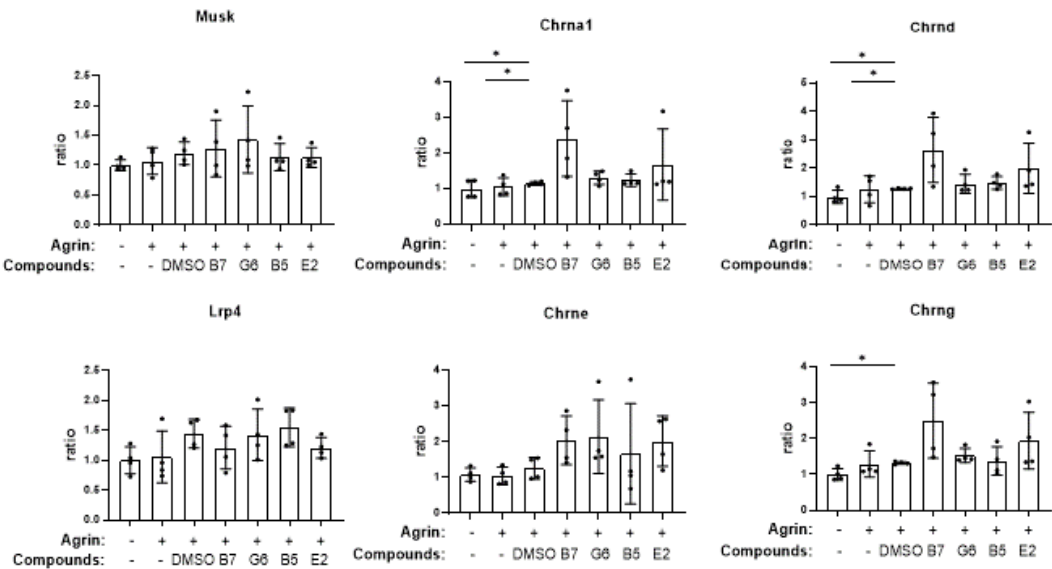 Musk
2.5
2.0
1.5
1.0
0.5
0.0
ratio
Agrin: - + + + + + +
Compounds: - - DMSO B7 G6 B5 E2
Chrna1
* 
*
4
3
2
1
0
ratio
Agrin: - + + + + + +
Compounds: - - DMSO B7 G6 B5 E2
Chrnd
*
*
5
4
3
2
1
0
ratio
Agrin: - + + + + + +
Compounds: - - DMSO B7 G6 B5 E2
Lrp4
2.5
2.0
1.5
1.0
0.5
0.0
ratio
Agrin: - + + + + + +
Compounds: - - DMSO B7 G6 B5 E2
Chrne
4
3
2
1
0
ratio
Agrin: - + + + + + +
Compounds: - - DMSO B7 G6 B5 E2
Chrng
*
4
3
2
1
0
ratio
Agrin: - + + + + + +
Compounds: - - DMSO B7 G6 B5 E2